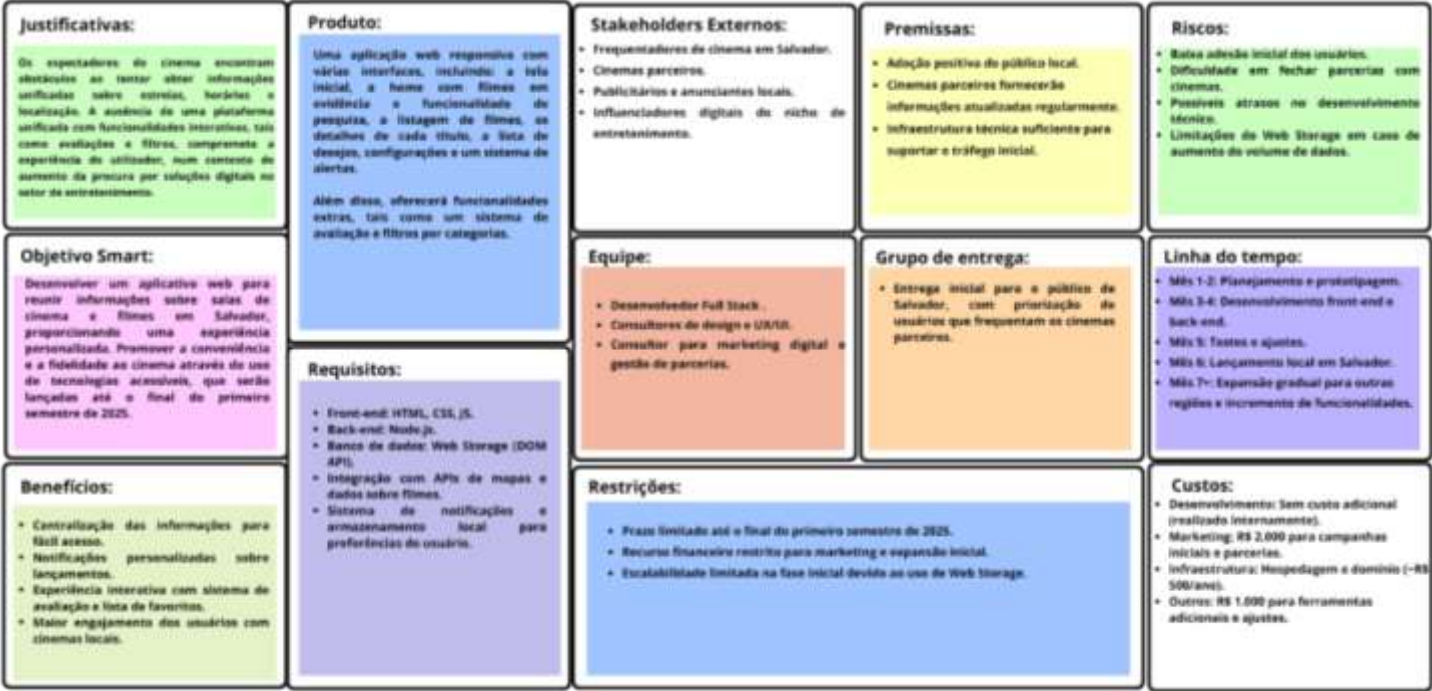 Justificativas:
Os espectadores de cinema encontram
obstáculos ao tentar obter informações
unificadas sobre estreias, horários e
localização. A ausência de uma plataforma
unificada com funcionalidades interativas, tais
como avaliações e filtros, compromete a
experiência do utilizador, num contexto de
aumento da procura por soluções digitais no
setor de entretenimento.
Objetivo Smart:
Desenvolver um aplicativo web para
reunir informações sobre salas de
cinema e filmes em Salvador,
proporcionando uma experiência
personalizada. Promover a conveniência
e a fidelidade ao cinema através do uso
de tecnologias acessíveis, que serão
lançadas até o final do primeiro
semestre de 2025.
Benefícios:
• Centralização das informações para
fácil acesso.
• Notificações personalizadas sobre
lançamentos.
• Experiência interativa com sistema de
avaliação e lista de favoritos.
• Maior engajamento dos usuários com
cinemas locais.
Produto:
Uma aplicação web responsiva com
várias interfaces, incluindo: a tela
inicial, a home com filmes em
evidência e funcionalidade de
pesquisa, a listagem de filmes, os
detalhes de cada título, a lista de
desejos, configurações e um sistema de
alertas.
Além disso, oferecerá funcionalidades
extras, tais como um sistema de
avaliação e filtros por categorias.
Requisitos:
• Front-end: HTML, CSS, JS.
• Back-end: Node.js.
• Banco de dados: Web Storage (DOM
API).
• Integração com APIs de mapas e
dados sobre filmes.
• Sistema de notificações e
armazenamento local para
preferências do usuário.
Stakeholders Externos:
• Frequentadores de cinema em Salvador.
• Cinemas parceiros.
• Publicitários e anunciantes locais.
• Influenciadores digitais do nicho de
entretenimento.
Equipe:
• Desenvolvedor Full Stack .
• Consultores de design e UX/UI.
• Consultor para marketing digital e
gestão de parcerias.
Premissas:
• Adoção positiva do público local.
• Cinemas parceiros fornecerão
informações atualizadas regularmente.
• Infraestrutura técnica suficiente para
suportar o tráfego inicial.
Grupo de entrega:
• Entrega inicial para o público de
Salvador, com priorização de
usuários que frequentam os cinemas
parceiros.
Restrições:
• Prazo limitado até o final do primeiro semestre de 2025.
• Recurso financeiro restrito para marketing e expansão inicial.
• Escalabilidade limitada na fase inicial devido ao uso de Web Storage.
Riscos:
• Baixa adesão inicial dos usuários.
• Dificuldade em fechar parcerias com
cinemas.
• Possíveis atrasos no desenvolvimento
técnico.
• Limitações do Web Storage em caso de
aumento do volume de dados.
Linha do tempo:
• Mês 1-2: Planejamento e prototipagem.
• Mês 3-4: Desenvolvimento front-end e
back-end.
• Mês 5: Testes e ajustes.
• Mês 6: Lançamento local em Salvador.
• Mês 7+: Expansão gradual para outras
regiões e incremento de funcionalidades.
Custos:
• Desenvolvimento: Sem custo adicional
(realizado internamente).
• Marketing: R$ 2.000 para campanhas
iniciais e parcerias.
• Infraestrutura: Hospedagem e domínio (~R$
500/ano).
• Outros: R$ 1.000 para ferramentas
adicionais e ajustes.